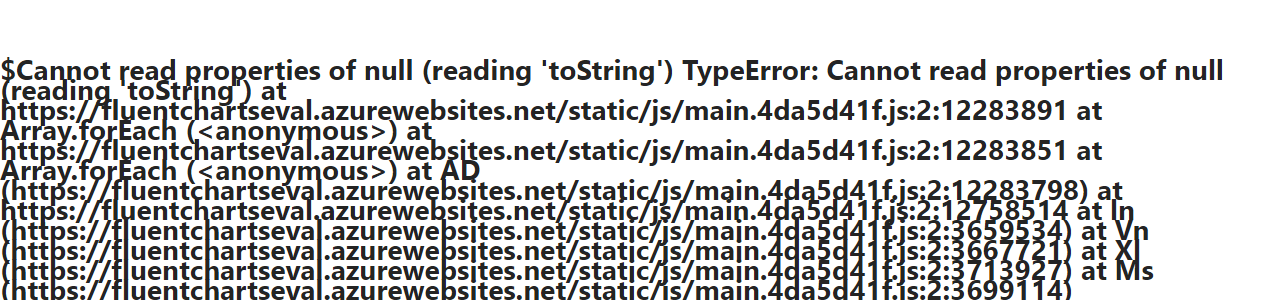 $Cannot read properties of null (reading 'toString') TypeError: Cannot read properties of null
(reading 'toString') at
https://fluentchartseval.azurewebsites.net/static/js/main.4da5d41f.js:2:12283891 at
Array.forEach (<anonymous>) at
https://fluentchartseval.azurewebsites.net/static/js/main.4da5d41f.js:2:12283851 at
Array.forEach (<anonymous>) at AD
(https://fluentchartseval.azurewebsites.net/static/js/main.4da5d41f.js:2:12283798) at
https://fluentchartseval.azurewebsites.net/static/js/main.4da5d41f.js:2:12758514 at In
(https://fluentchartseval.azurewebsites.net/static/js/main.4da5d41f.js:2:3659534) at Vn
(https://fluentchartseval.azurewebsites.net/static/js/main.4da5d41f.js:2:3667721) at Xl
(https://fluentchartseval.azurewebsites.net/static/js/main.4da5d41f.js:2:3713927) at Ms
(https://fluentchartseval.azurewebsites.net/static/js/main.4da5d41f.js:2:3699114)